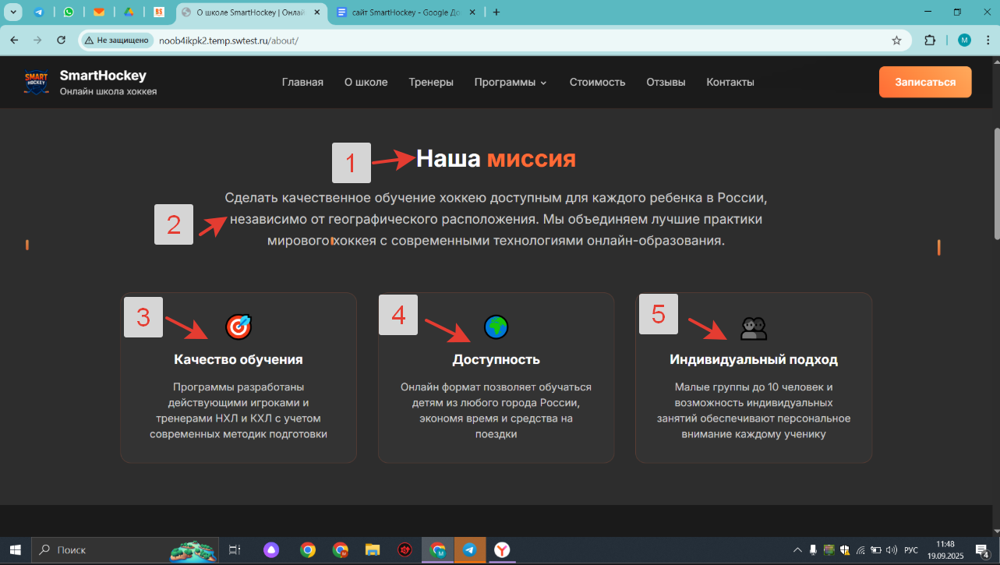 О школе SmartHockey | Онлай
сайт SmartHockey - Google До
Не защищено
noob4ikpk2.temp.swtest.ru/about/
M
SMART
HOCKEY
SmartHockey
Онлайн школа хоккея
Главная
О школе
Тренеры
Программы
Стоимость
Отзывы
Контакты
Записаться
1
Наша миссия
2
Сделать качественное обучение хоккею доступным для каждого ребенка в России,
независимо от географического расположения. Мы объединяем лучшие практики
мирового хоккея с современными технологиями онлайн-образования.
3
Качество обучения
Программы разработаны
действующими игроками и
тренерами НХЛ и КХЛ с учетом
современных методик подготовки
4
Доступность
Онлайн формат позволяет обучаться
детям из любого города России,
экономя время и средства на
поездки
5
Индивидуальный подход
Малые группы до 10 человек и
возможность индивидуальных
занятий обеспечивают персональное
внимание каждому ученику
Поиск
РУС
11:48
19.09.2025
4